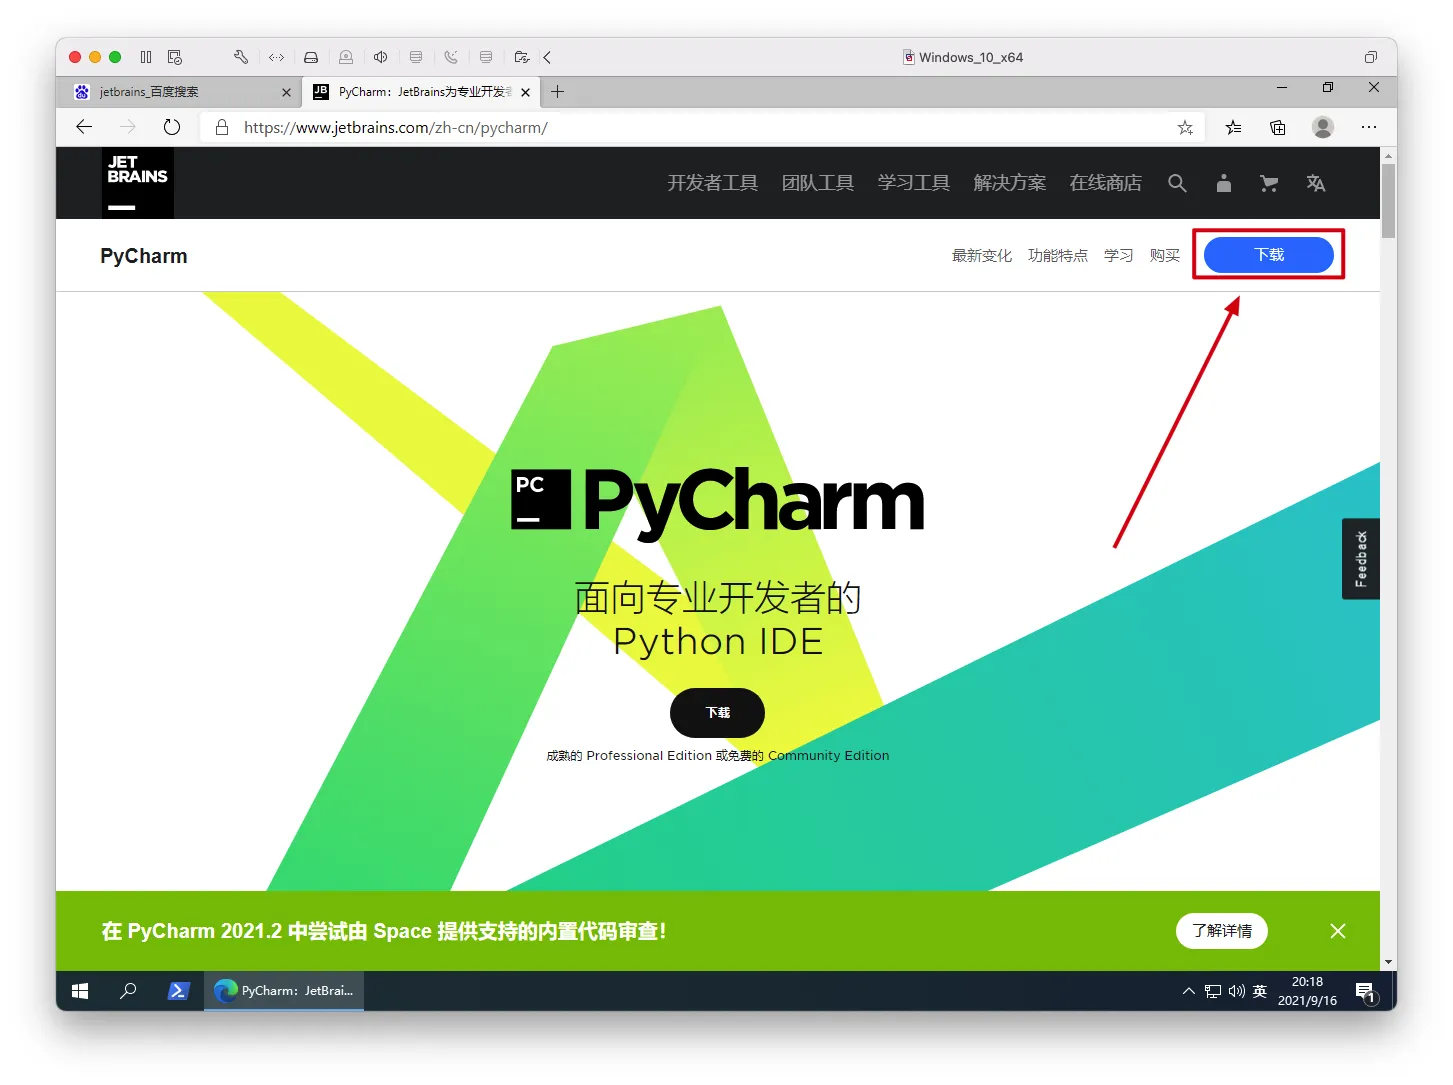 Windows_10_x64
jetbrains_百度搜索
PyCharm：JetBrains为专业开发者
https://www.jetbrains.com/zh-cn/pycharm/
JET
BRAINS
开发者工具 团队工具 学习工具 解决方案 在线商店
PyCharm
最新变化 功能特点 学习 购买 下载
PC PyCharm
面向专业开发者的
Python IDE
下载
成熟的 Professional Edition 或免费的 Community Edition
Feedback
在 PyCharm 2021.2 中尝试由 Space 提供支持的内置代码审查！
了解详情
PyCharm：JetBrai...
英
20:18
2021/9/16
1